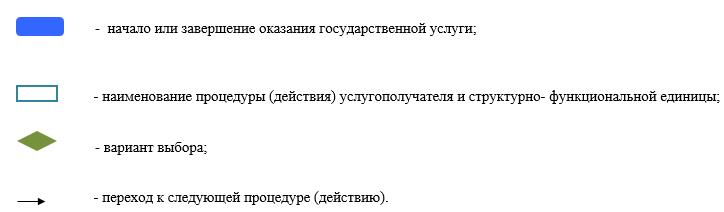 - начало или завершение оказания государственной услуги;
- наименование процедуры (действия) услугополучателя и структурно- функциональной единицы;
- вариант выбора;
- переход к следующей процедуре (действию).